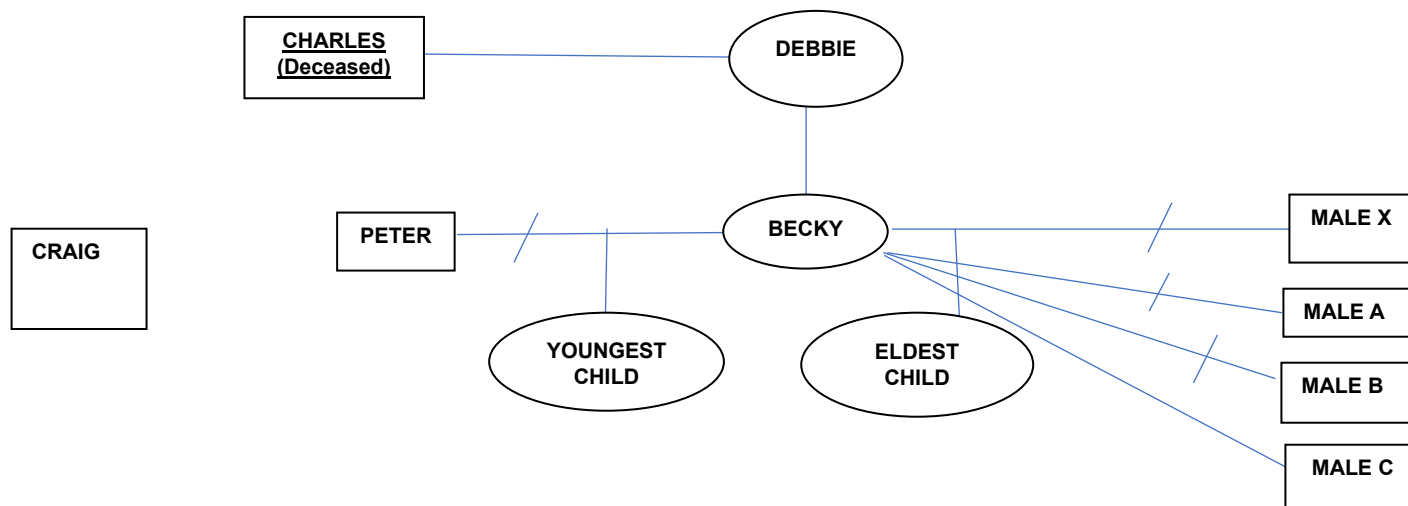 CHARLES
(Deceased)
DEBBIE
CRAIG
PETER
BECKY
MALE X
MALE A
YOUNGEST
CHILD
ELDEST
CHILD
MALE B
MALE C